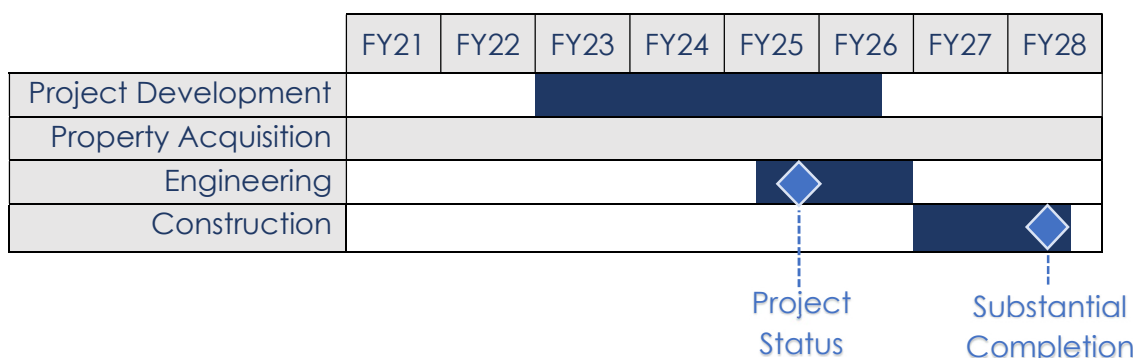 FY21 FY22 FY23 FY24 FY25 FY26 FY27 FY28
Project Development
Property Acquisition
Engineering
Construction
Project Substantial
Status Completion